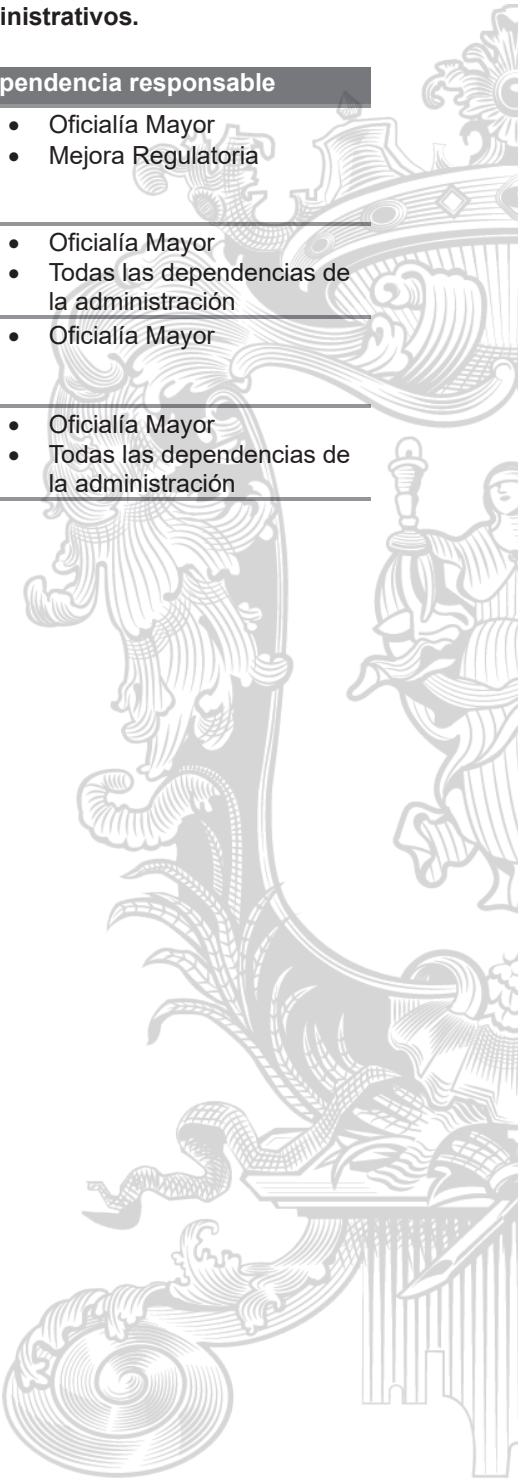 inistrativos.
pendencia responsable
• Oficialía Mayor
• Mejora Regulatoria
• Oficialía Mayor
• Todas las dependencias de
la administración
• Oficialía Mayor
• Oficialía Mayor
• Todas las dependencias de
la administración